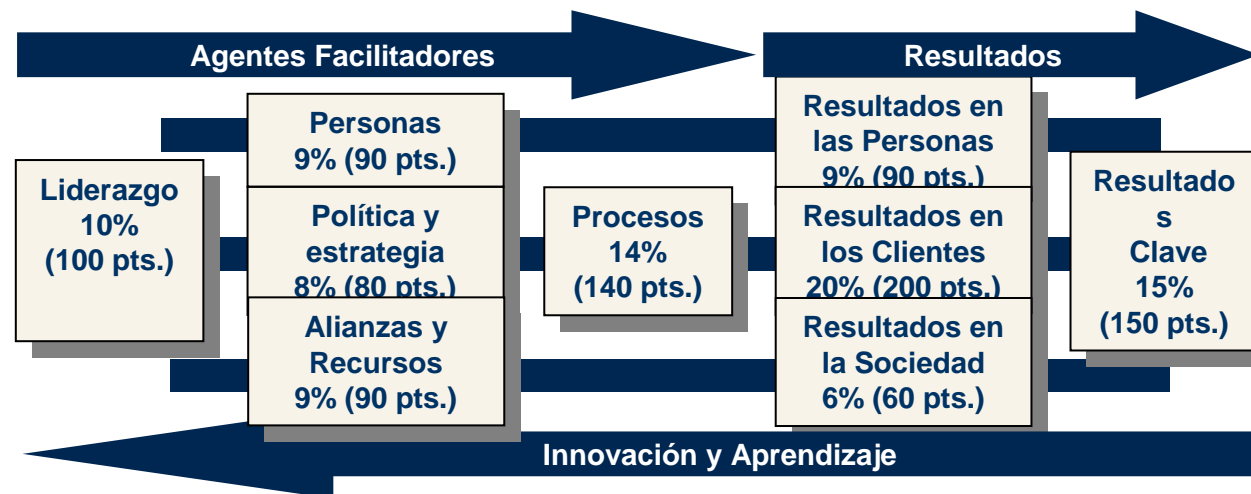 Agentes Facilitadores
Resultados
Liderazgo
10%
(100 pts.)
Personas
9% (90 pts.)
Política y
estrategia
8% (80 pts.)
Alianzas y
Recursos
9% (90 pts.)
Procesos
14%
(140 pts.)
Resultados en
las Personas
9% (90 pts.)
Resultados en
los Clientes
20% (200 pts.)
Resultados en
la Sociedad
6% (60 pts.)
Resultado
s
Clave
15%
(150 pts.)
Innovación y Aprendizaje